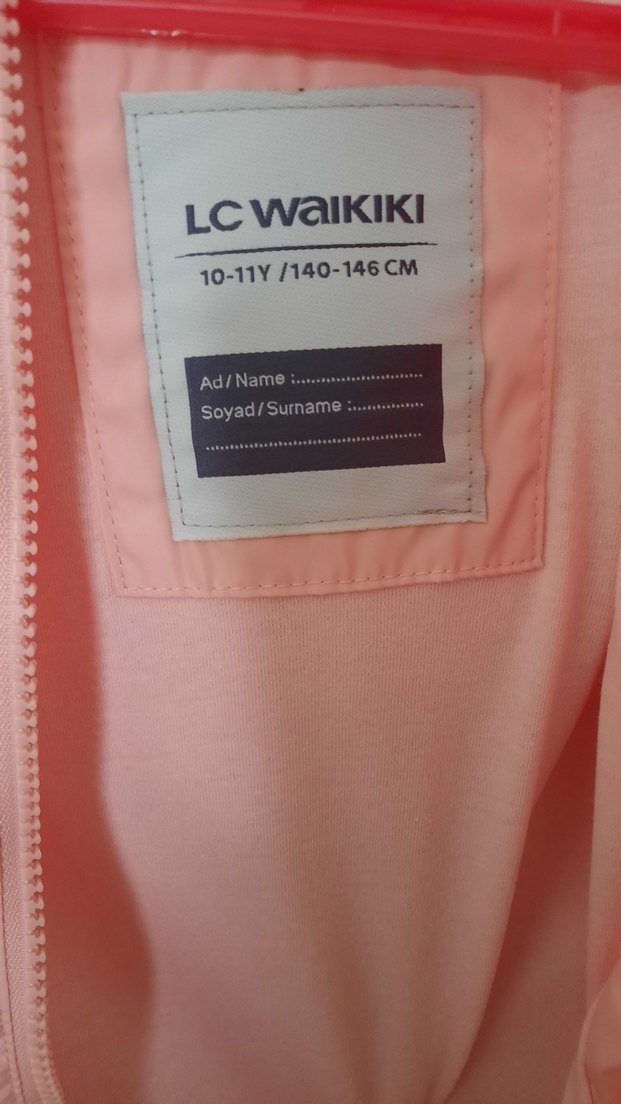 LC Waikiki
10-11Y /140-146 CM
Ad/Name :........................
Soyad/Surname :..............
........................................